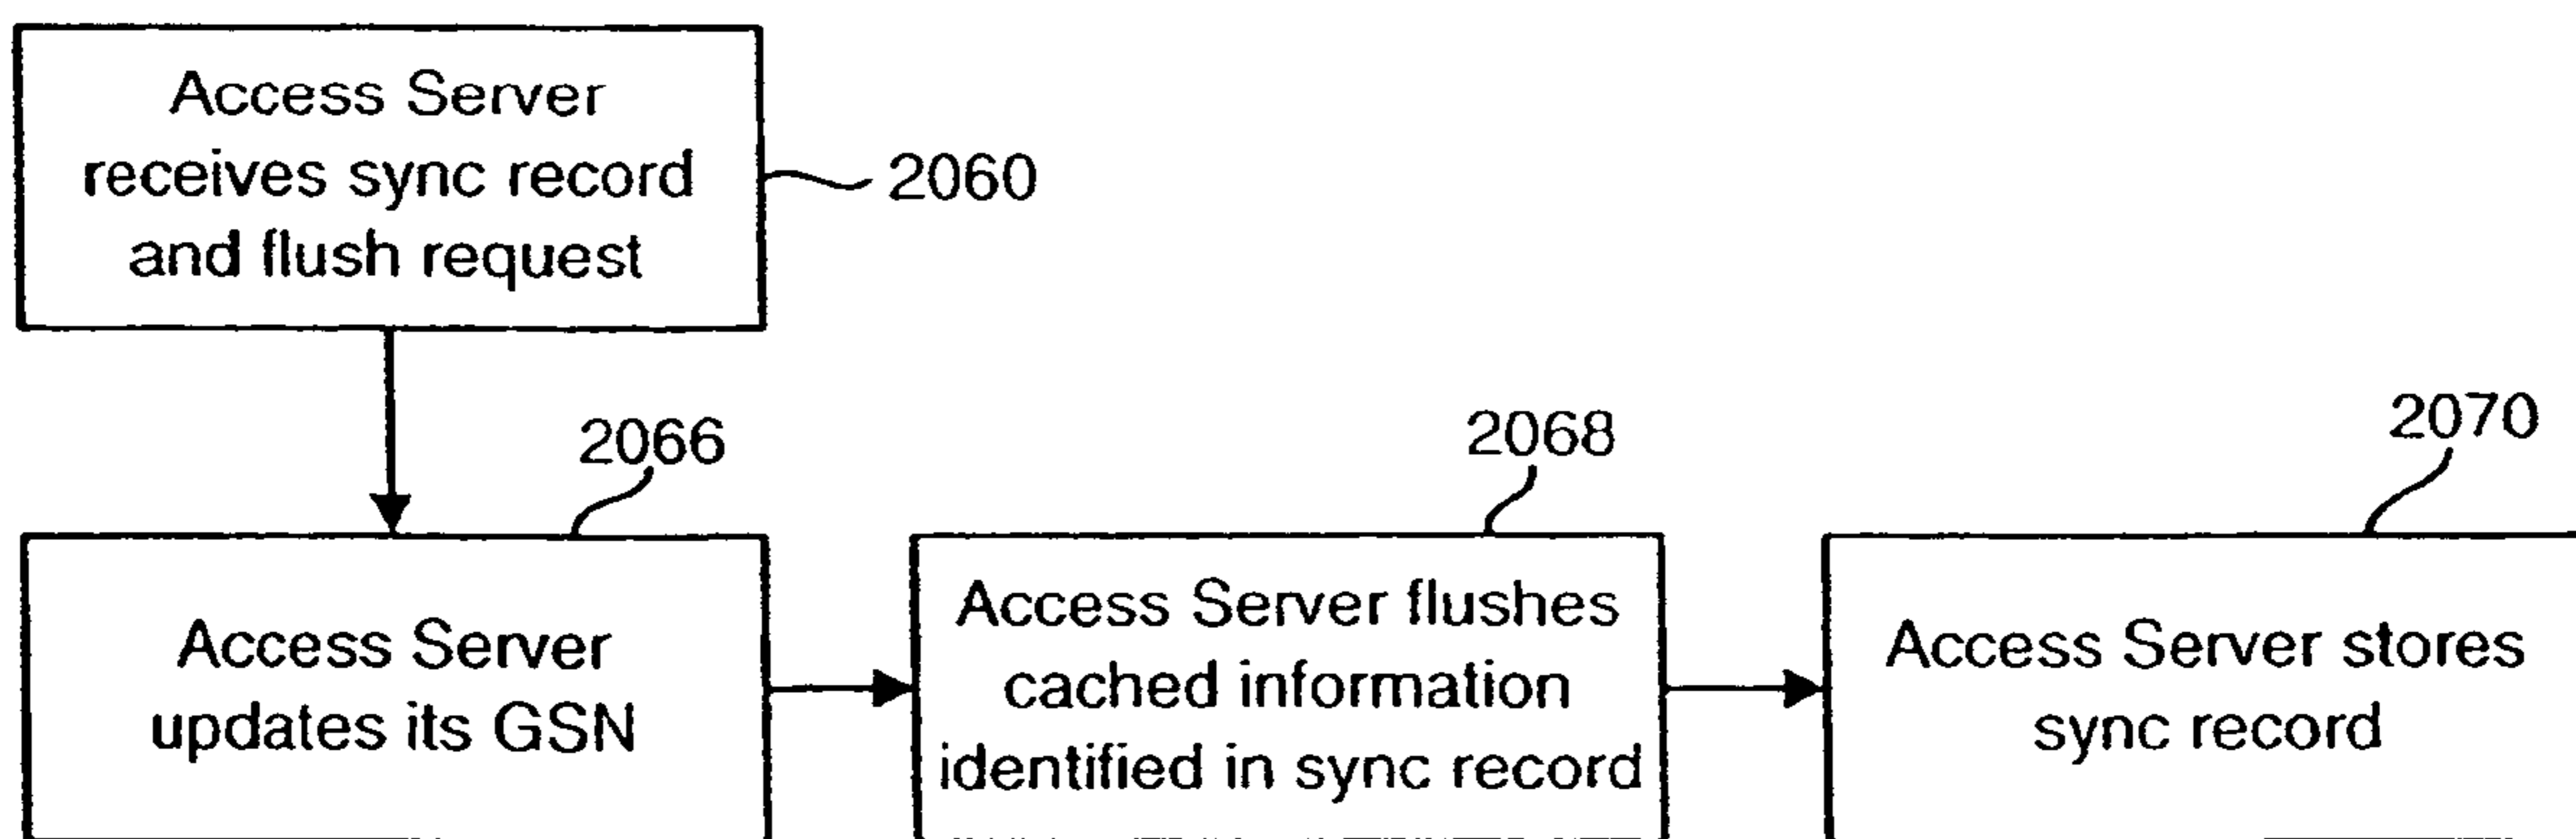 Access Server
receives sync record
and flush request
2060
2066
Access Server
updates its GSN
2068
Access Server flushes
cached information
identified in sync record
2070
Access Server stores
sync record